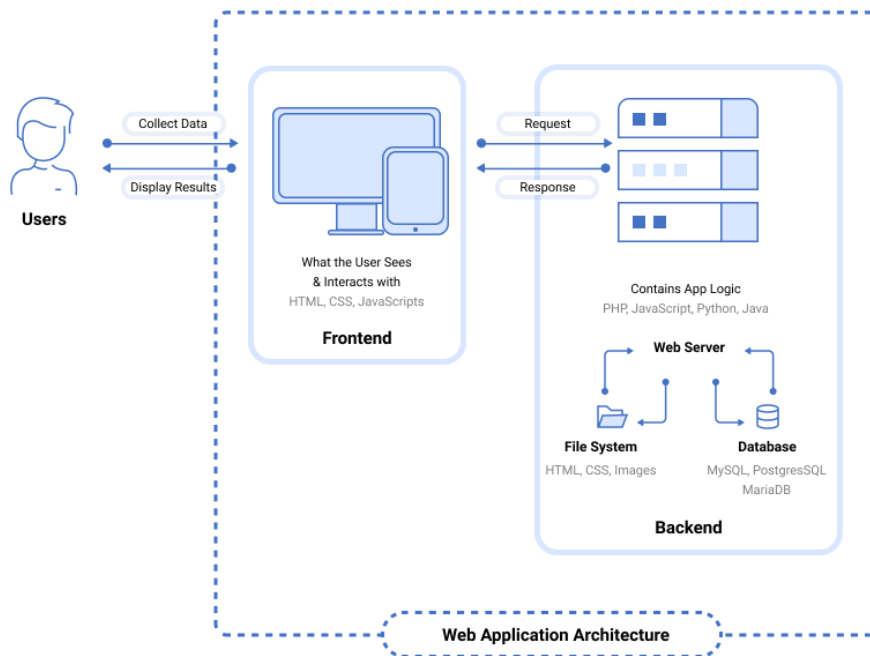 Collect Data
Display Results
Users
What the User Sees
& Interacts with
HTML, CSS, JavaScripts
Frontend
Request
Response
Contains App Logic
PHP, JavaScript, Python, Java
Web Server
File System
HTML, CSS, Images
Database
MySQL, PostgresSQL
MariaDB
Backend
Web Application Architecture